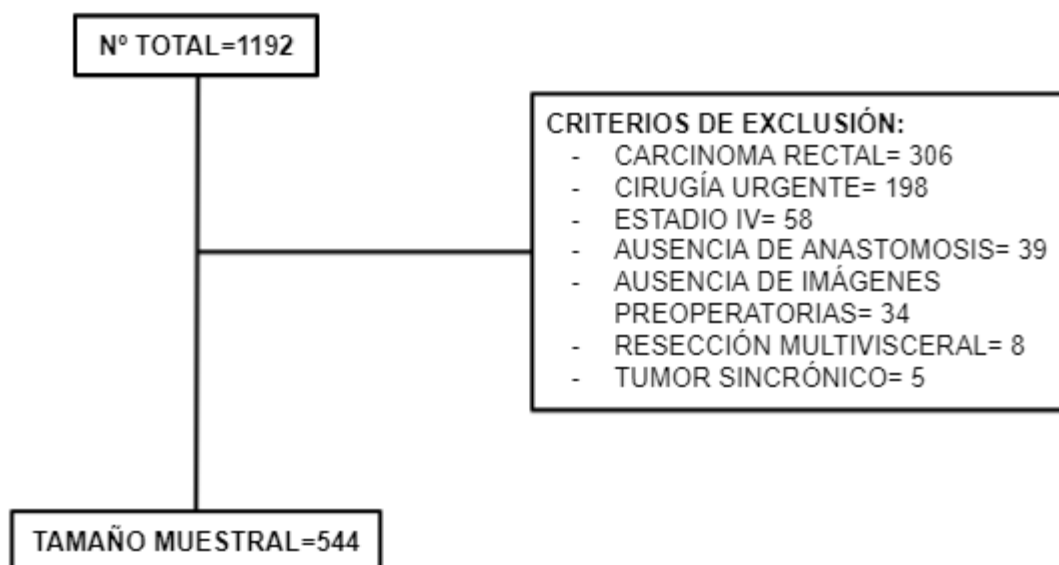 Nº TOTAL=1192
CRITERIOS DE EXCLUSIÓN:
- CARCINOMA RECTAL= 306
- CIRUGÍA URGENTE= 198
- ESTADIO IV= 58
- AUSENCIA DE ANASTOMOSIS= 39
- AUSENCIA DE IMÁGENES
PREOPERATORIAS= 34
- RESECCIÓN MULTIVISCERAL= 8
- TUMOR SINCRÓNICO= 5
TAMAÑO MUESTRAL=544